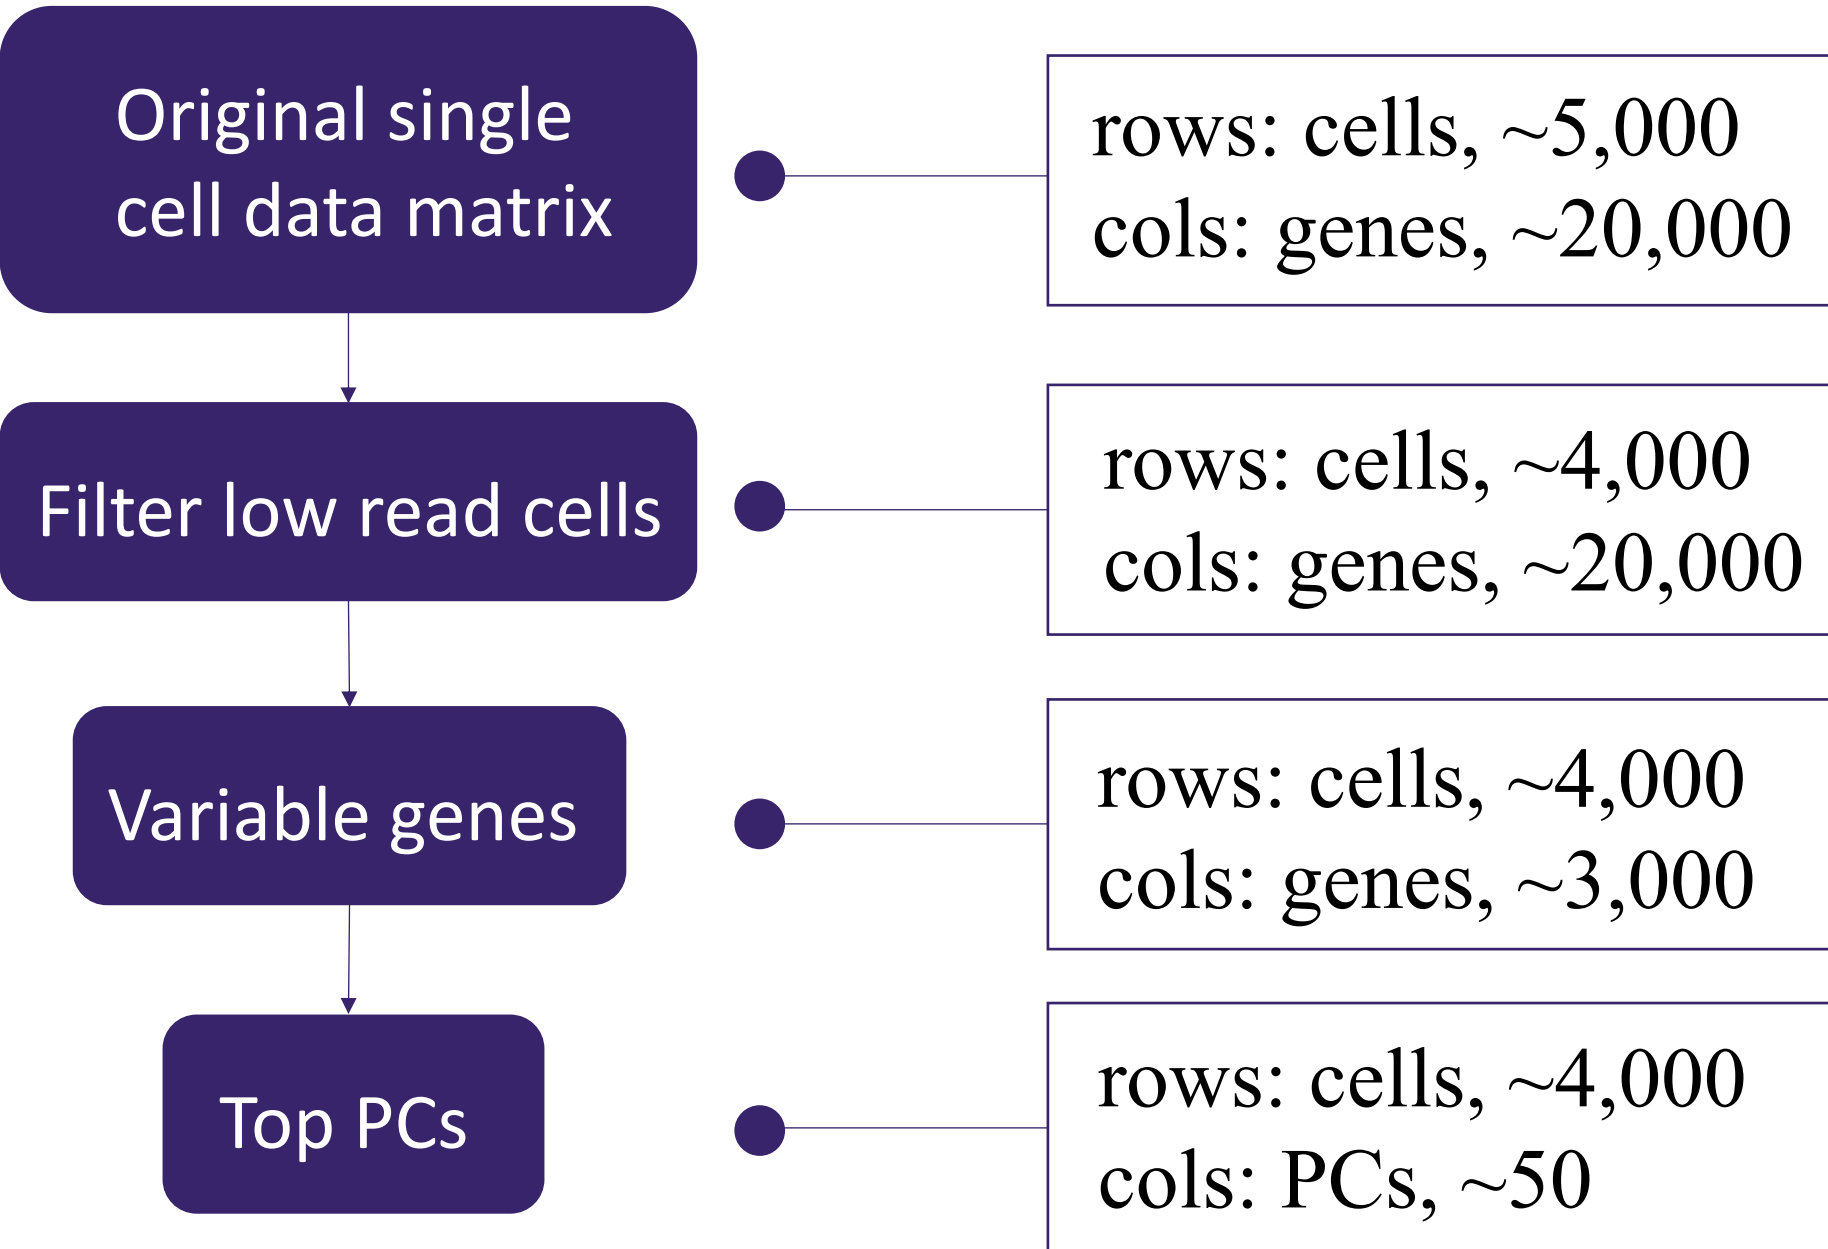 Original single
cell data matrix
rows: cells, ~5,000
cols: genes, ~20,000
Filter low read cells
rows: cells, ~4,000
cols: genes, ~20,000
Variable genes
rows: cells, ~4,000
cols: genes, ~3,000
Top PCs
rows: cells, ~4,000
cols: PCs, ~50